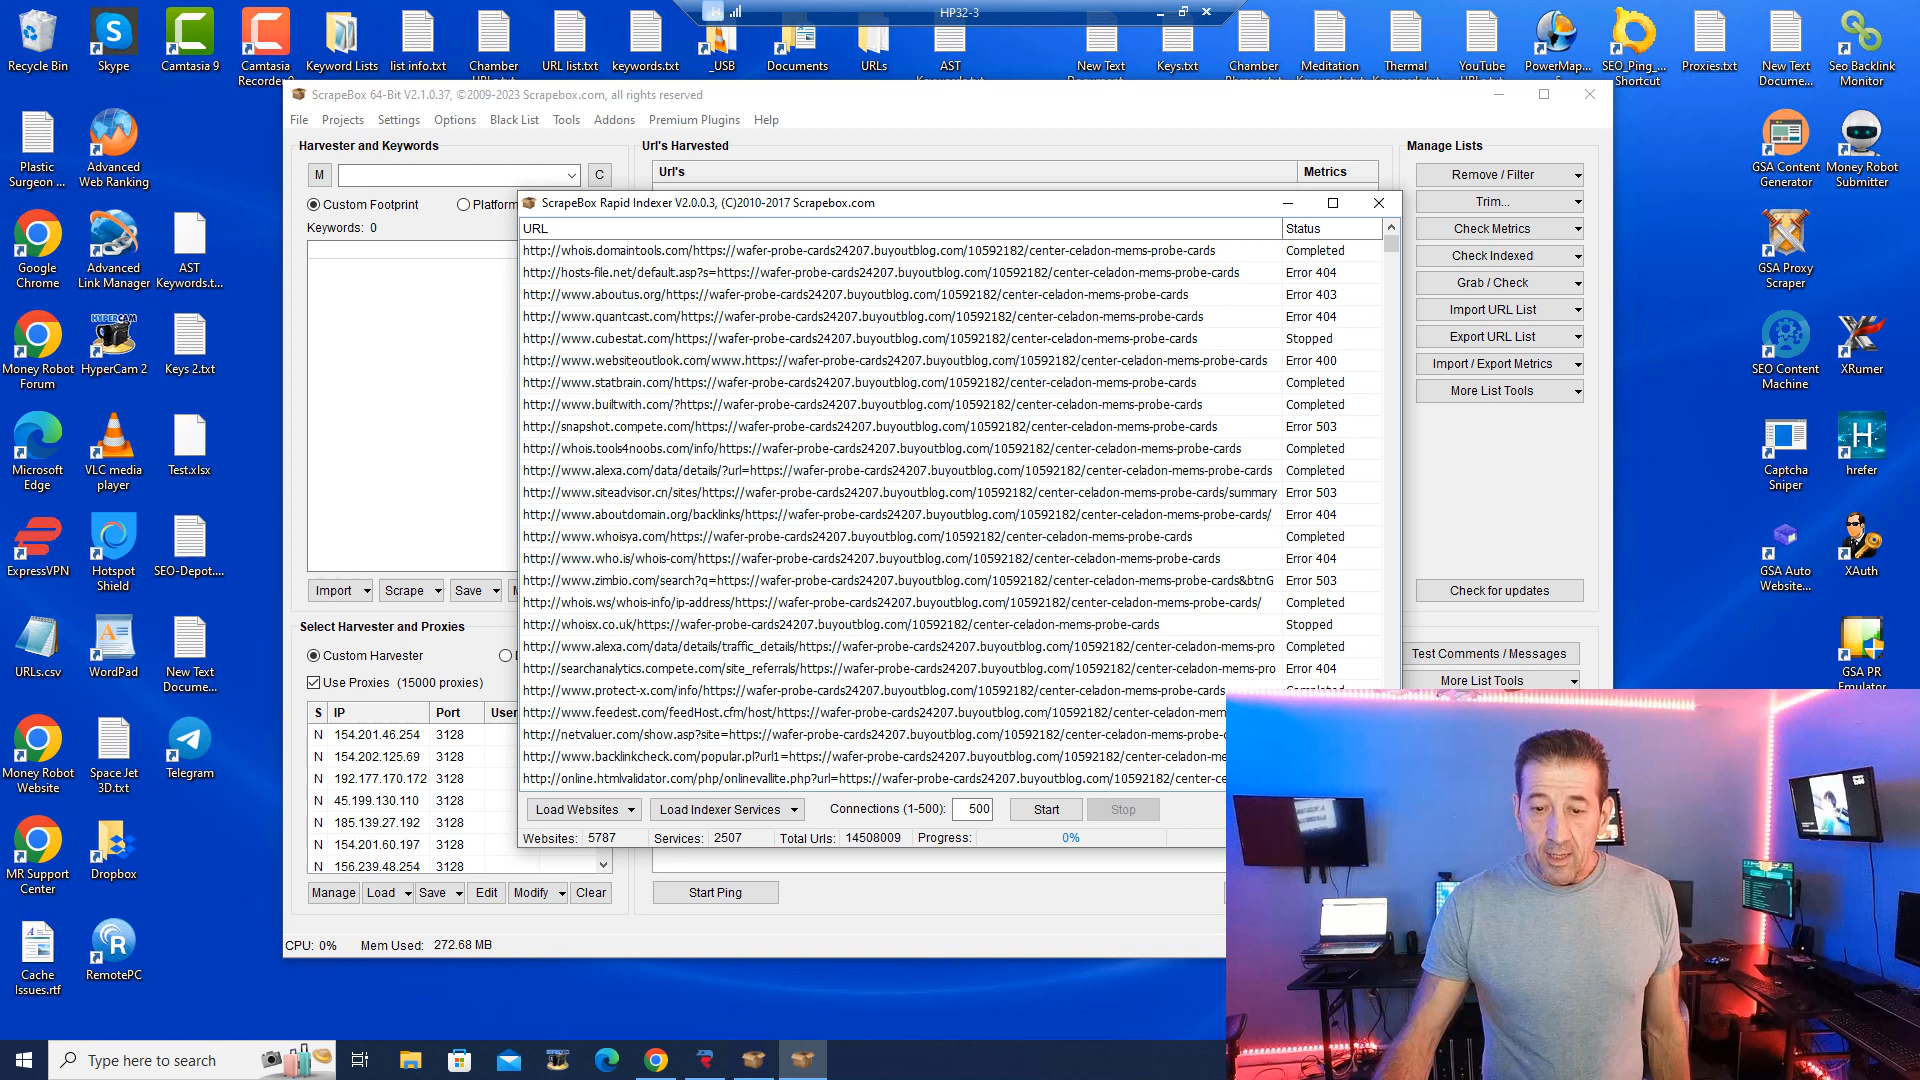 HP32-3
Recycle Bin
Skype
Camtasia 9
Camtasia
Keyword Lists
list info.txt
Chamber
URL list.txt
keywords.txt
_USB
Documents
URLs
AST
New Text
Keys.txt
Chamber
Meditation
Thermal
YouTube
PowerMap...
SEO_Ping_...
Shortcut
Proxies.txt
New Text
Docume...
Seo Backlink
Monitor
ScrapeBox 64-Bit V2.1.0.37, ©2009-2023 Scrapebox.com, all rights reserved
File Projects Settings Options Black List Tools Addons Premium Plugins Help
Harvester and Keywords
M
C
Custom Footprint
Platform
Keywords: 0
Import
Scrape
Save
Url's Harvested
Url's Metrics
Manage Lists
Remove / Filter
Trim...
Check Metrics
Check Indexed
Grab / Check
Import URL List
Export URL List
Import / Export Metrics
More List Tools
Check for updates
Test Comments / Messages
More List Tools
ScrapeBox Rapid Indexer V2.0.0.3, (C)2010-2017 Scrapebox.com
URL Status
http://whois.domaintools.com/https://wafer-probe-cards24207.buyoutblog.com/10592182/center-celadon-mems-probe-cards Completed
http://hosts-file.net/default.asp?s=https://wafer-probe-cards24207.buyoutblog.com/10592182/center-celadon-mems-probe-cards Error 404
http://www.aboutus.org/https://wafer-probe-cards24207.buyoutblog.com/10592182/center-celadon-mems-probe-cards Error 403
http://www.quantcast.com/https://wafer-probe-cards24207.buyoutblog.com/10592182/center-celadon-mems-probe-cards Error 404
http://www.cubestat.com/https://wafer-probe-cards24207.buyoutblog.com/10592182/center-celadon-mems-probe-cards Stopped
http://www.websiteoutlook.com/www.https://wafer-probe-cards24207.buyoutblog.com/10592182/center-celadon-mems-probe-cards Error 400
http://www.statbrain.com/https://wafer-probe-cards24207.buyoutblog.com/10592182/center-celadon-mems-probe-cards Completed
http://www.builtwith.com/?https://wafer-probe-cards24207.buyoutblog.com/10592182/center-celadon-mems-probe-cards Completed
http://snapshot.compete.com/https://wafer-probe-cards24207.buyoutblog.com/10592182/center-celadon-mems-probe-cards Error 503
http://whois.tools4noobs.com/info/https://wafer-probe-cards24207.buyoutblog.com/10592182/center-celadon-mems-probe-cards Completed
http://www.alexa.com/data/details/?url=https://wafer-probe-cards24207.buyoutblog.com/10592182/center-celadon-mems-probe-cards Completed
http://www.siteadvisor.cn/sites/https://wafer-probe-cards24207.buyoutblog.com/10592182/center-celadon-mems-probe-cards/summary Error 503
http://www.aboutdomain.org/backlinks/https://wafer-probe-cards24207.buyoutblog.com/10592182/center-celadon-mems-probe-cards/ Error 404
http://www.whoisya.com/https://wafer-probe-cards24207.buyoutblog.com/10592182/center-celadon-mems-probe-cards Completed
http://www.who.is/whois-com/https://wafer-probe-cards24207.buyoutblog.com/10592182/center-celadon-mems-probe-cards Error 404
http://www.zimbio.com/search?q=https://wafer-probe-cards24207.buyoutblog.com/10592182/center-celadon-mems-probe-cards&btnG Error 503
http://whois.ws/whois-info/ip-address/https://wafer-probe-cards24207.buyoutblog.com/10592182/center-celadon-mems-probe-cards/ Completed
http://whoisx.co.uk/https://wafer-probe-cards24207.buyoutblog.com/10592182/center-celadon-mems-probe-cards Stopped
http://www.alexa.com/data/details/traffic_details/https://wafer-probe-cards24207.buyoutblog.com/10592182/center-celadon-mems-pro Completed
http://searchanalytics.compete.com/site_referrals/https://wafer-probe-cards24207.buyoutblog.com/10592182/center-celadon-mems-pro Error 404
http://www.protect-x.com/info/https://wafer-probe-cards24207.buyoutblog.com/10592182/center-celadon-mems-probe-cards
http://www.feedest.com/feedHost.cfm/host/https://wafer-probe-cards24207.buyoutblog.com/10592182/center-celadon-mem
http://netvaluer.com/show.asp?site=https://wafer-probe-cards24207.buyoutblog.com/10592182/center-celadon-mems-probe-
http://www.backlinkcheck.com/popular.pl?url1=https://wafer-probe-cards24207.buyoutblog.com/10592182/center-celadon-m
http://online.htmlvalidator.com/php/onlinevallite.php?url=https://wafer-probe-cards24207.buyoutblog.com/10592182/center-ce
Load Websites Load Indexer Services Connections (1-500): 500 Start Stop
Websites: 5787 Services: 2507 Total Urls: 14508009 Progress: 0%
Select Harvester and Proxies
Custom Harvester
Use Proxies (15000 proxies)
S IP Port User
N 154.201.46.254 3128
N 154.202.125.69 3128
N 192.177.170.172 3128
N 45.199.130.110 3128
N 185.139.27.192 3128
N 154.201.60.197 3128
N 156.239.48.254 3128
Manage Load Save Edit Modify Clear
Start Ping
CPU: 0% Mem Used: 272.68 MB
Plastic
Surgeon ...
Advanced
Web Ranking
Google
Chrome
Advanced
Link Manager
AST
Keywords.t...
Money Robot
Forum
HyperCam 2
Keys 2.txt
Microsoft
Edge
VLC media
player
Test.xlsx
ExpressVPN
Hotspot
Shield
SEO-Depot....
URLs.csv
WordPad
New Text
Docume...
Money Robot
Website
Space Jet
3D.txt
Telegram
MR Support
Center
Dropbox
Cache
Issues.rtf
RemotePC
GSA Content
Generator
Money Robot
Submitter
GSA Proxy
Scraper
SEO Content
Machine
XRumer
Captcha
Sniper
hrefer
GSA Auto
Website...
XAuth
GSA PR
Emulator
Type here to search